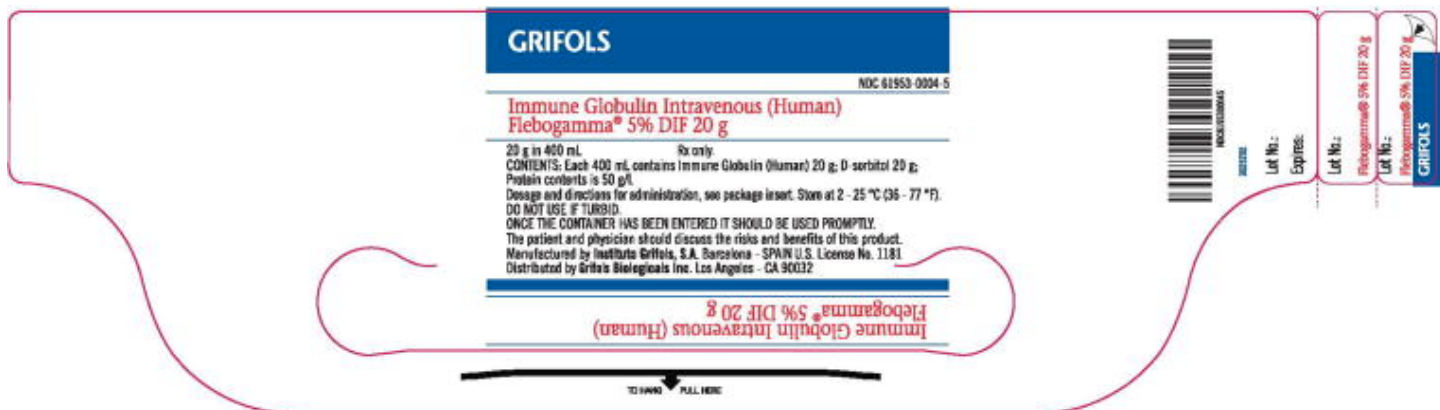 GRIFOLS
NDC 61953-0004-5
Immune Globulin Intravenous (Human)
Flebogamma® 5% DIF 20 g
20 g in 400 mL Rx only.
CONTENTS: Each 400 mL contains Immune Globulin (Human) 20 g; D-sorbitol 20 g;
Protein contents is 50 g/l.
Dosage and directions for administration, see package insert. Store at 2 - 25 °C (36 - 77 °F).
DO NOT USE IF TURBID.
ONCE THE CONTAINER HAS BEEN ENTERED IT SHOULD BE USED PROMPTLY.
The patient and physician should discuss the risks and benefits of this product.
Manufactured by Instituto Grifols, S.A. Barcelona - SPAIN U.S. License No. 1181
Distributed by Grifols Biologicals Inc. Los Angeles - CA 90032
Immune Globulin Intravenous (Human)
Flebogamma® 5% DIF 20 g
TO HANG PULL HERE
Lot No.:
Expires:
Lot No.:
Flebogamma® 5% DIF 20 g
Lot No.:
Flebogamma® 5% DIF 20 g
GRIFOLS